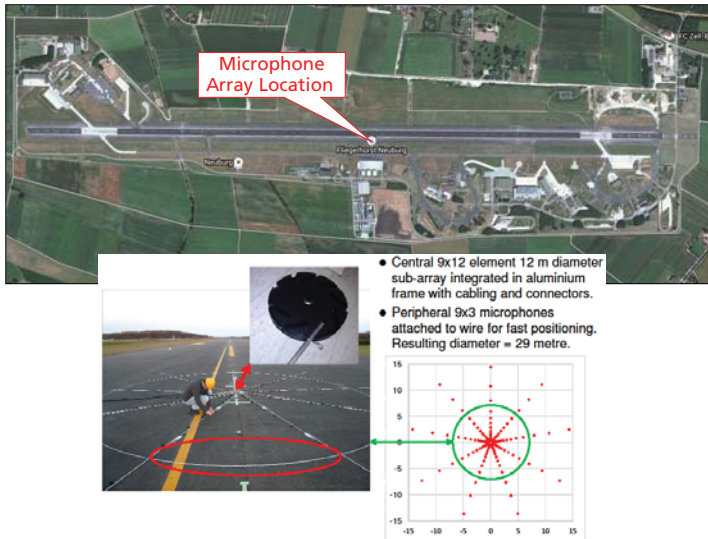 FC Zell-B
Microphone
Array Location
Fliegerhorst Neuburg
Neuburg
● Central 9x12 element 12 m diameter
sub-array integrated in aluminium
frame with cabling and connectors.
● Peripheral 9x3 microphones
attached to wire for fast positioning.
Resulting diameter = 29 metre.
15
10
5
0
-5
-10
-15
-15 -10 -5 0 5 10 15